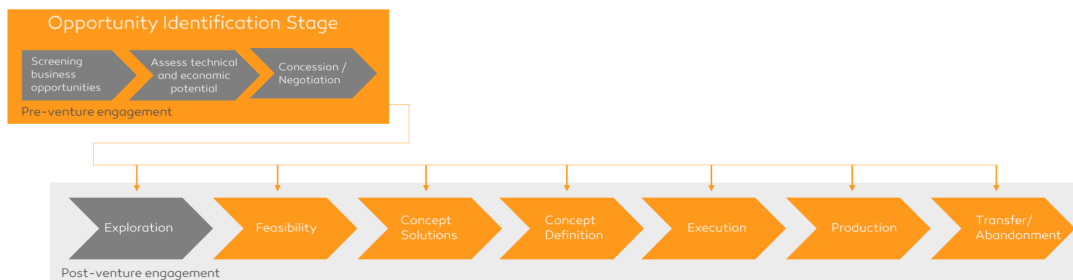 Opportunity Identification Stage
Screening
business
opportunities
Assess technical
and economic
potential
Concession /
Negotiation
Pre-venture engagement
Exploration
Feasibility
Concept
Solutions
Concept
Definition
Execution
Production
Transfer/
Abandonment
Post-venture engagement